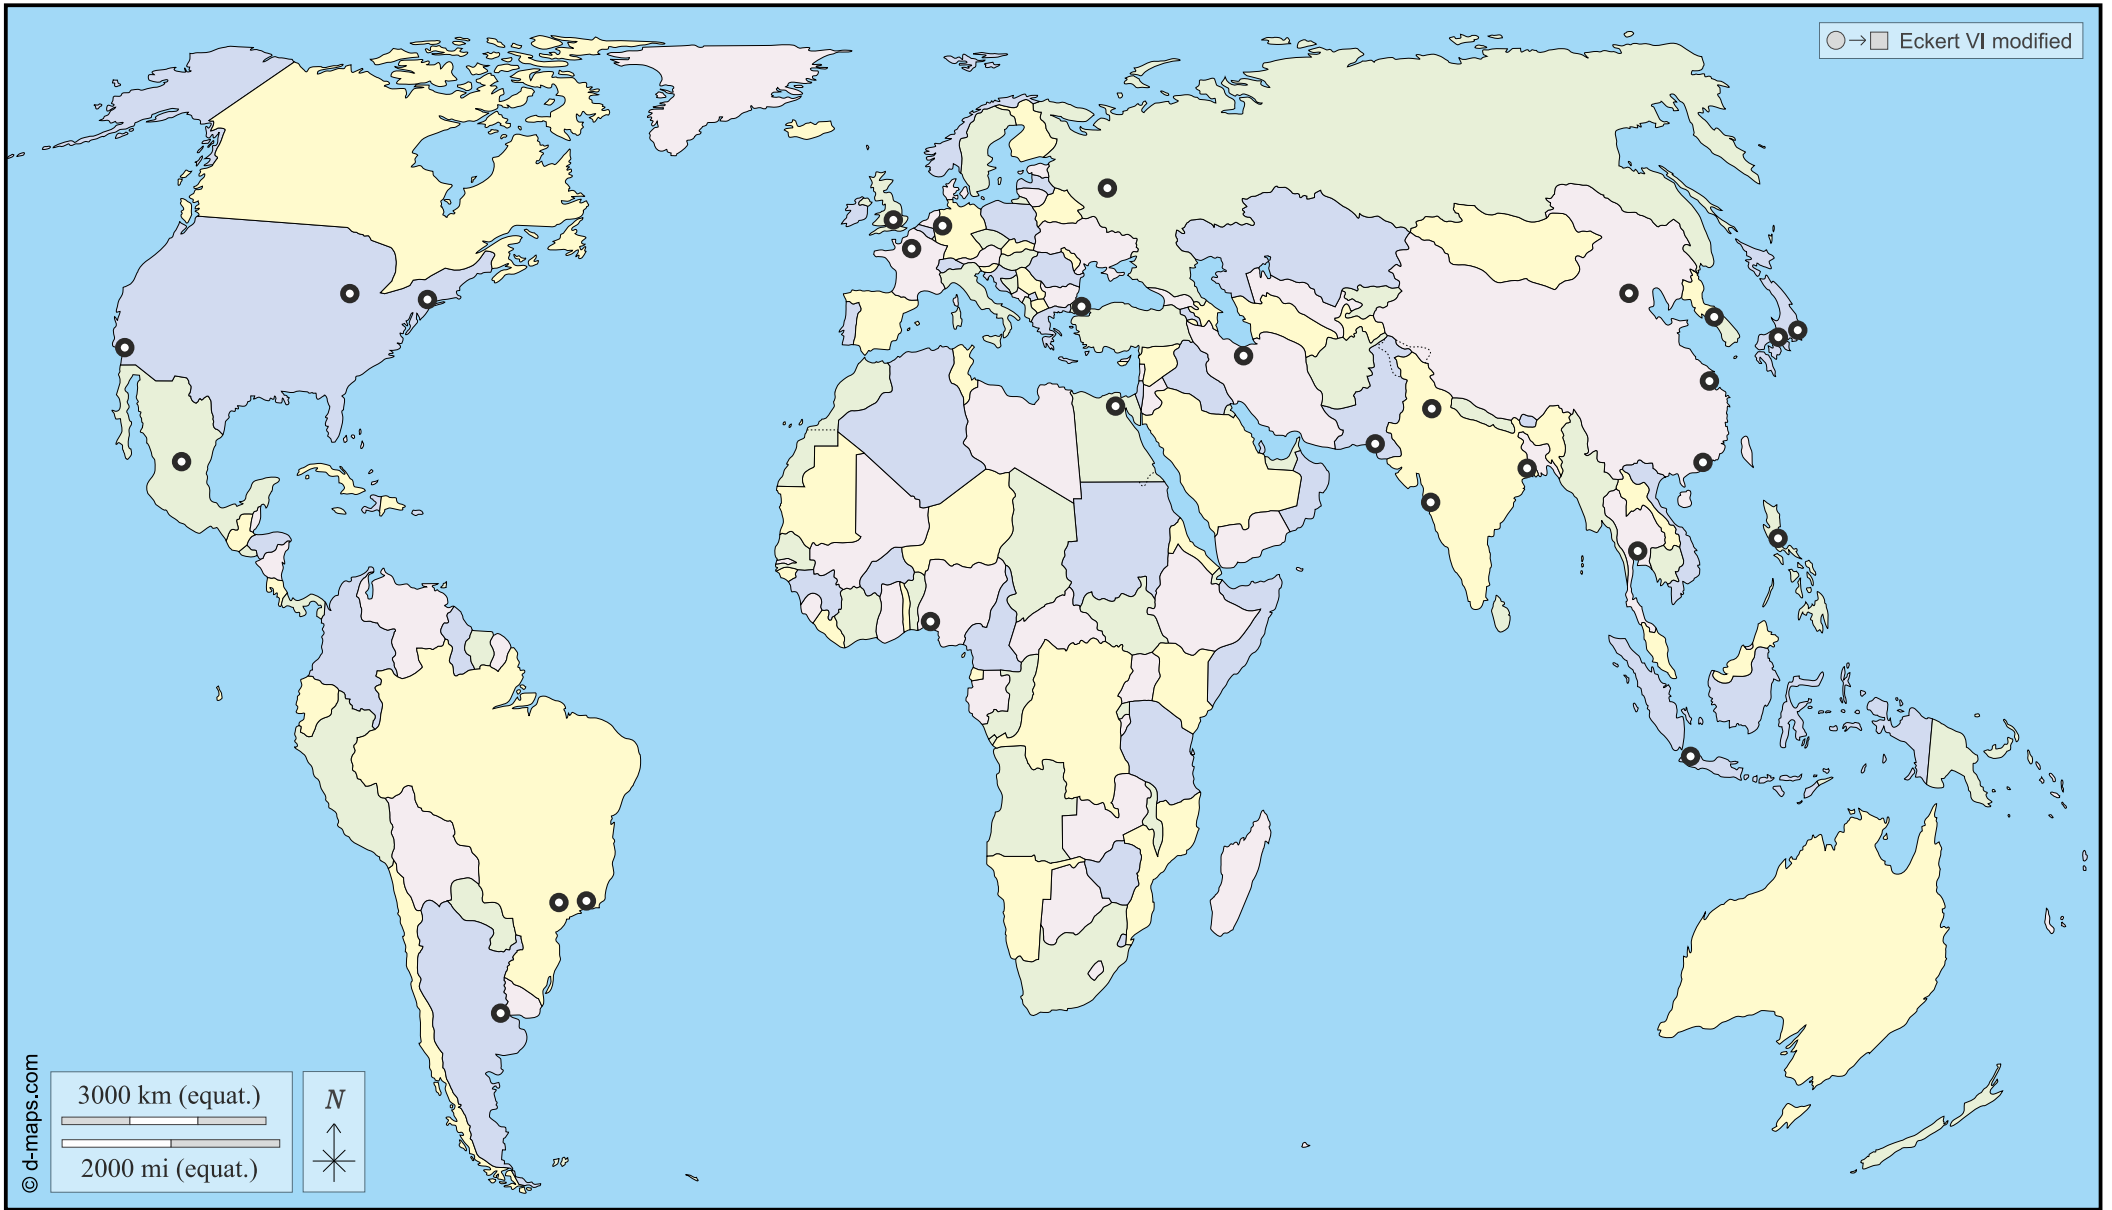 Eckert VI modified
3000 km (equat.)
2000 mi (equat.)
N
© d-maps.com